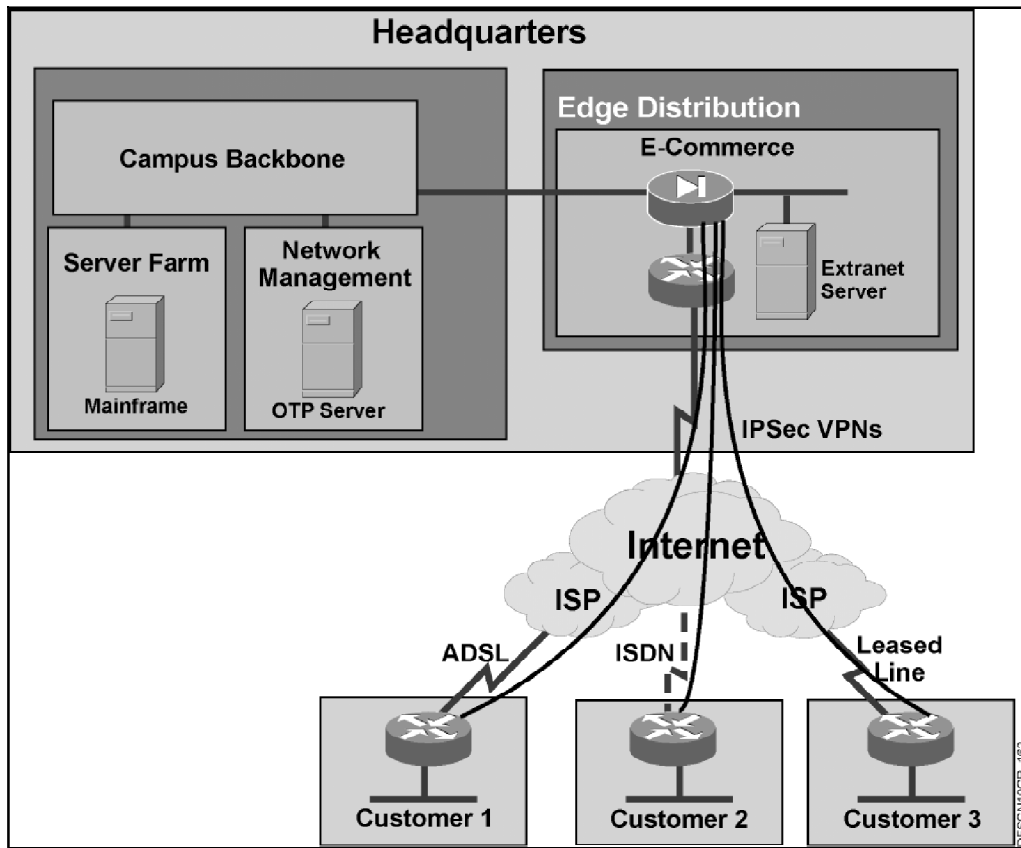 Headquarters
Edge Distribution
E-Commerce
Campus Backbone
Server Farm
Network
Management
Extranet
Server
Mainframe
OTP Server
IPSec VPNs
Internet
ISP
ISP
ADSL
ISDN
Leased
Line
Customer 1
Customer 2
Customer 3